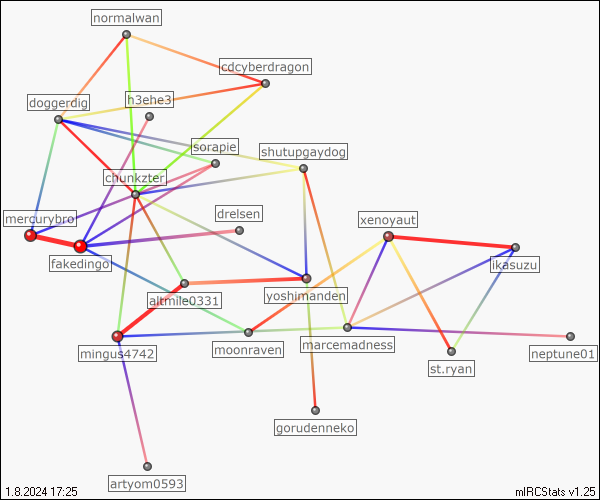 normalwan
cdcyberdragon
h3ehe3
doggerdig
sorapie
shutupgaydog
chunkzter
mercurybro
drelsen
xenoyaut
fakedingo
ikasuzu
altmile0331
yoshimanden
mingus4742
moonraven
marcemadness
neptune01
st.ryan
gorudenneko
artyom0593
1.8.2024 17:25
mIRCStats v1.25